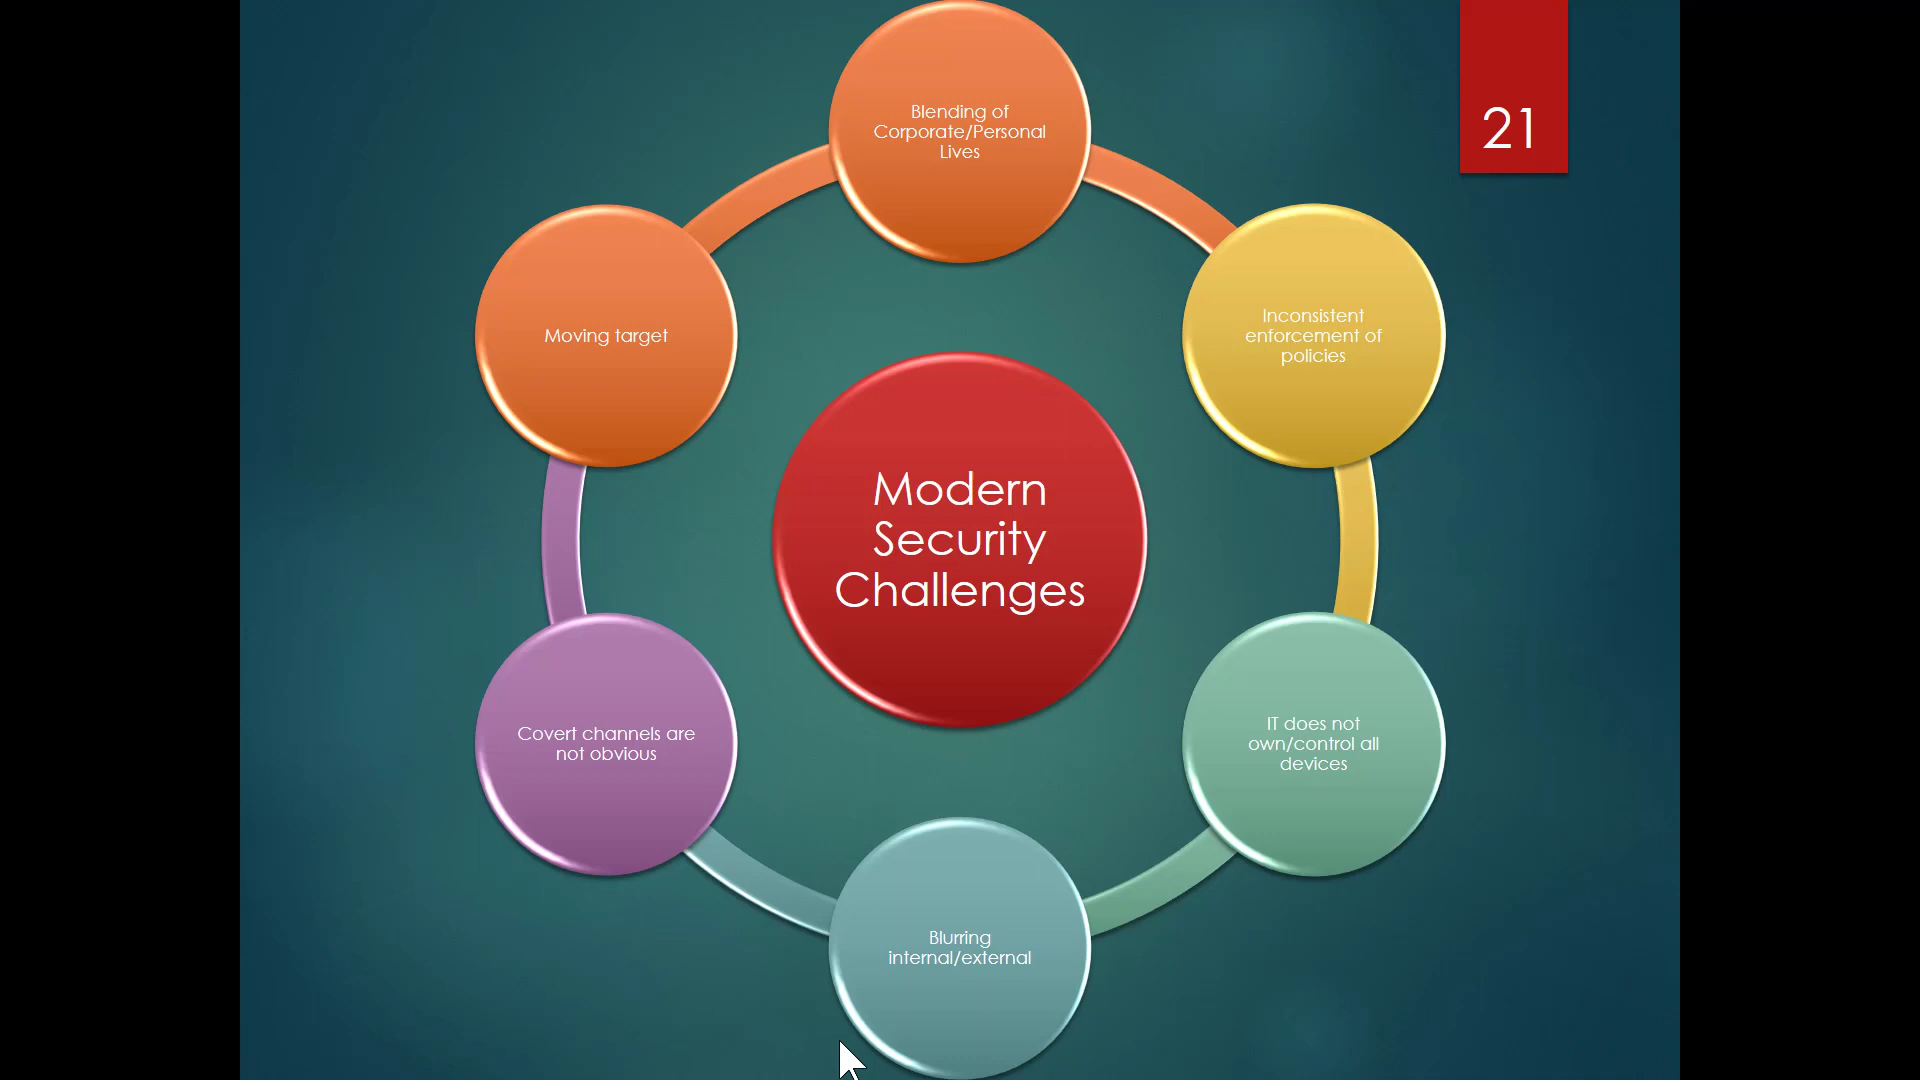 21
Blending of
Corporate/Personal
Lives
Inconsistent
enforcement of
policies
IT does not
own/control all
devices
Blurring
internal/external
Covert channels are
not obvious
Moving target
Modern
Security
Challenges